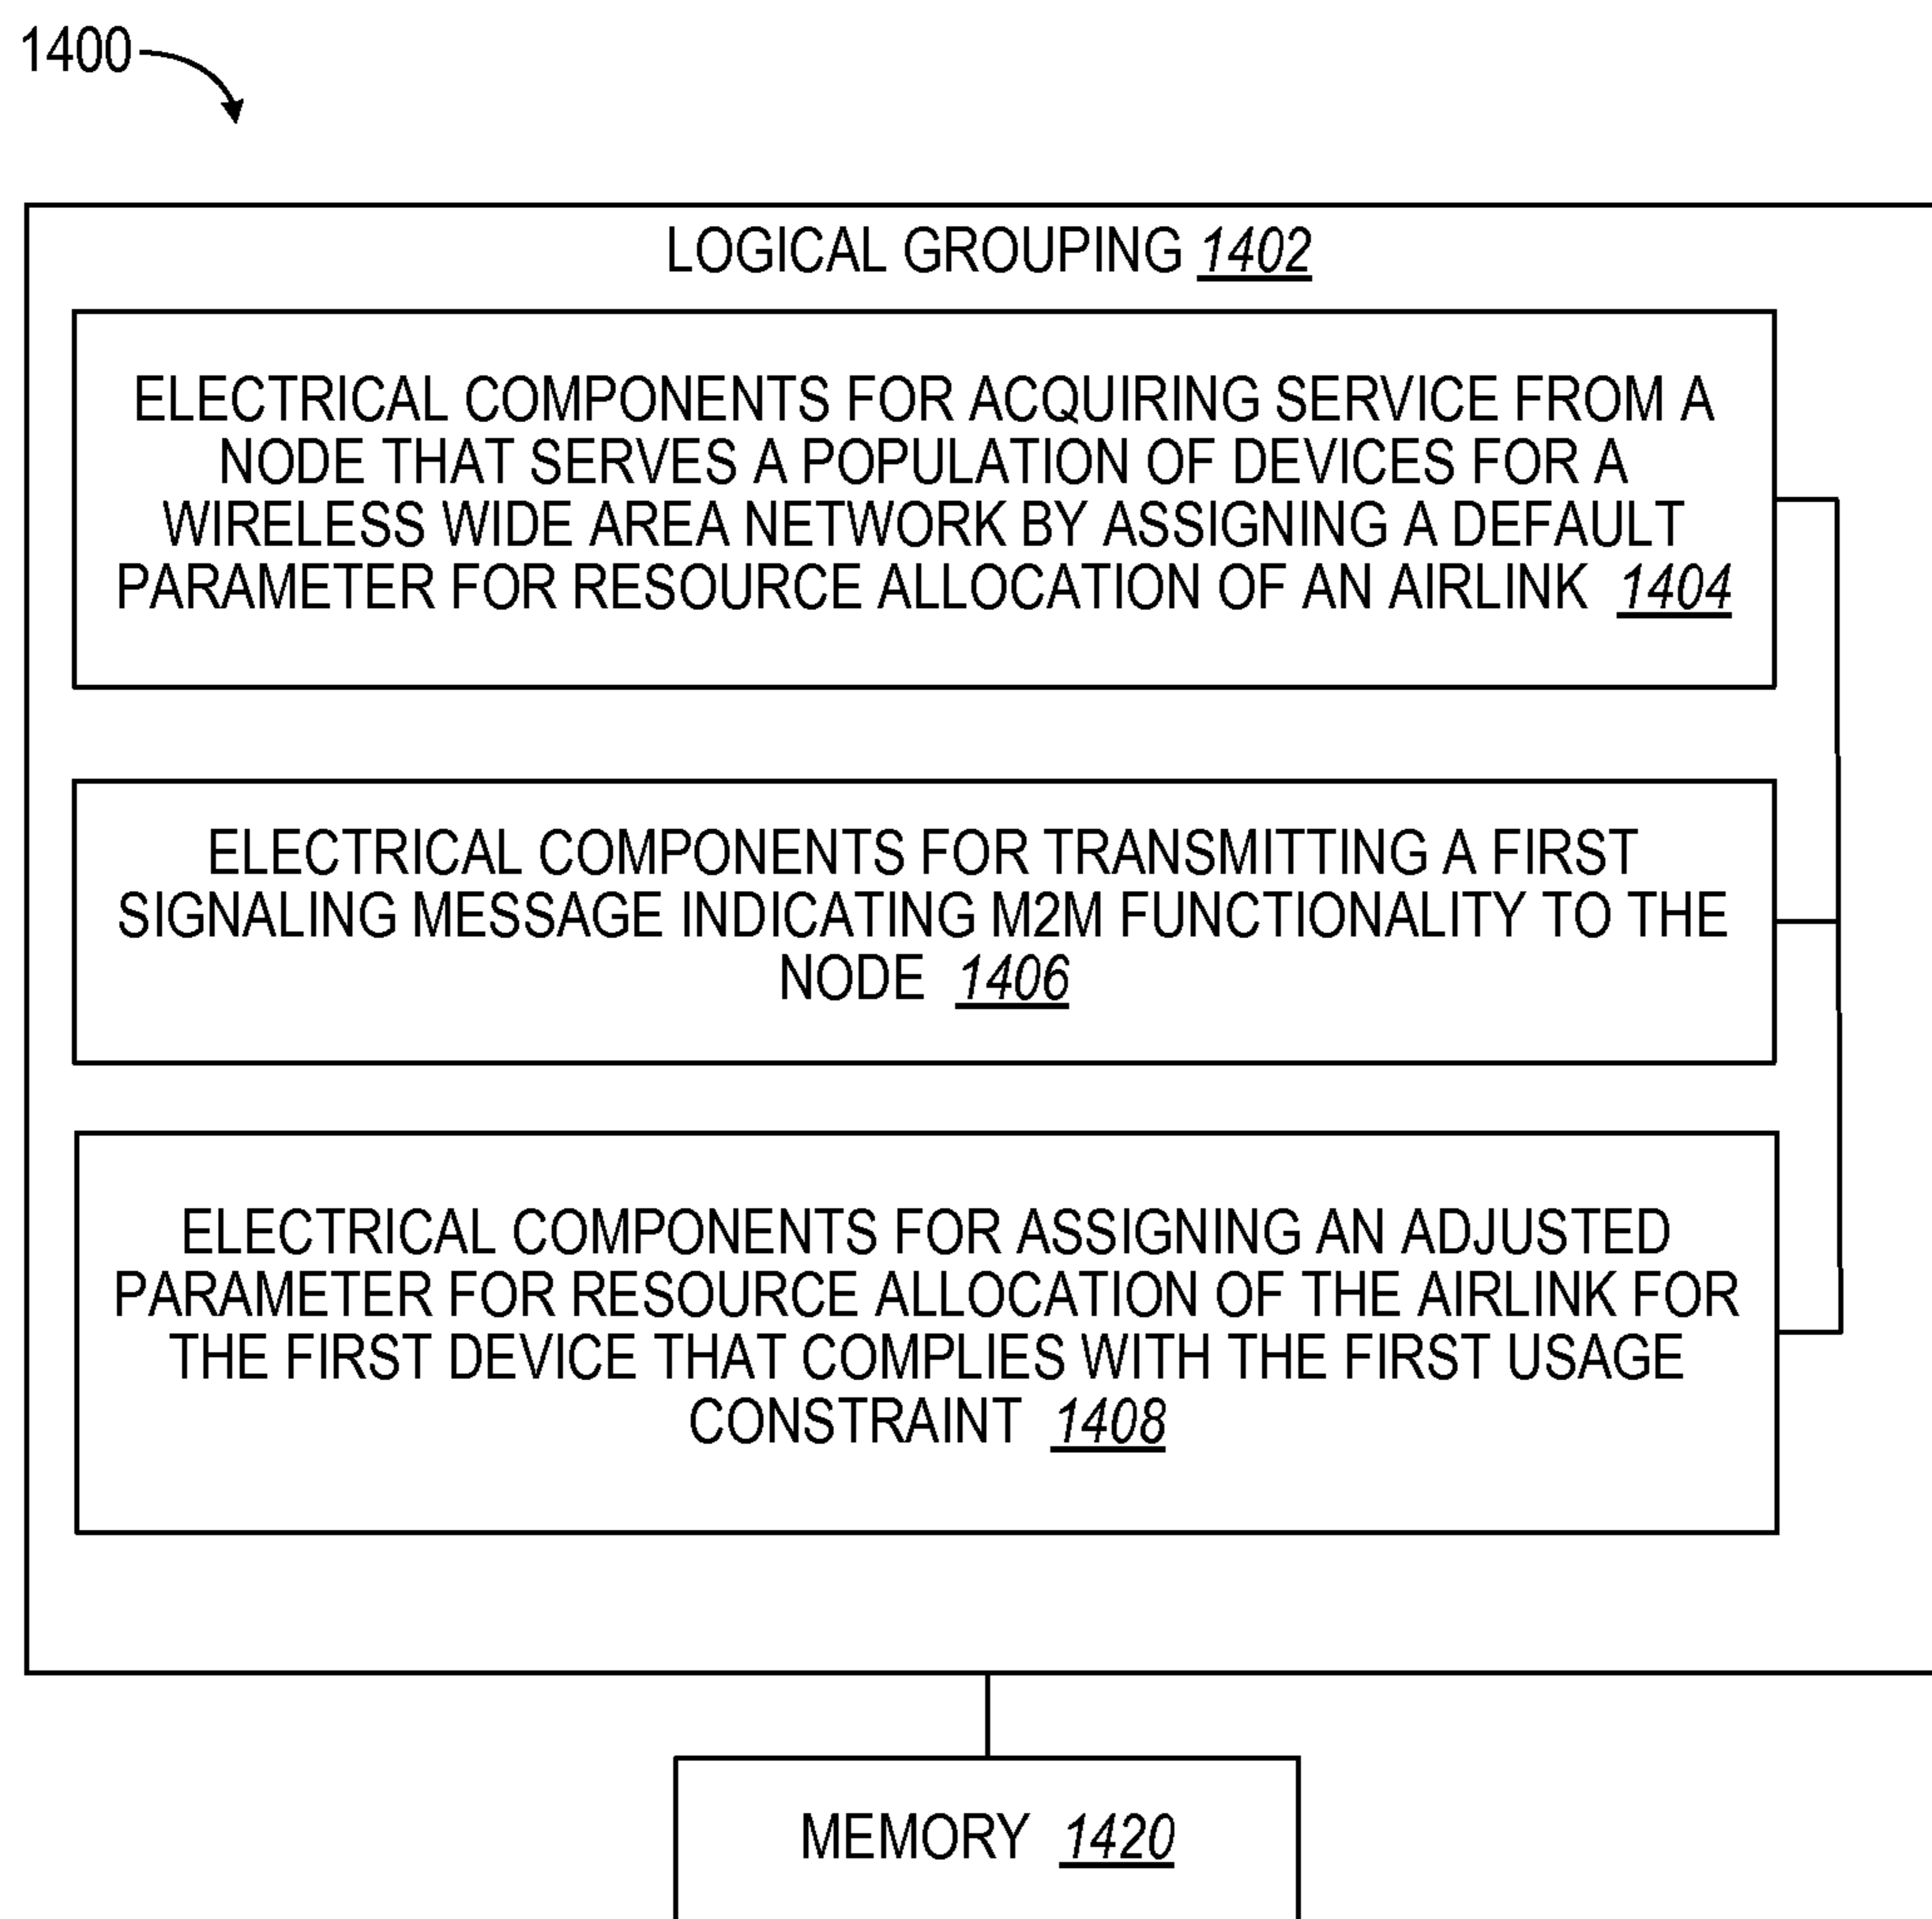 1400
LOGICAL GROUPING 1402
ELECTRICAL COMPONENTS FOR ACQUIRING SERVICE FROM A
NODE THAT SERVES A POPULATION OF DEVICES FOR A
WIRELESS WIDE AREA NETWORK BY ASSIGNING A DEFAULT
PARAMETER FOR RESOURCE ALLOCATION OF AN AIRLINK 1404
ELECTRICAL COMPONENTS FOR TRANSMITTING A FIRST
SIGNALING MESSAGE INDICATING M2M FUNCTIONALITY TO THE
NODE 1406
ELECTRICAL COMPONENTS FOR ASSIGNING AN ADJUSTED
PARAMETER FOR RESOURCE ALLOCATION OF THE AIRLINK FOR
THE FIRST DEVICE THAT COMPLIES WITH THE FIRST USAGE
CONSTRAINT 1408
MEMORY 1420